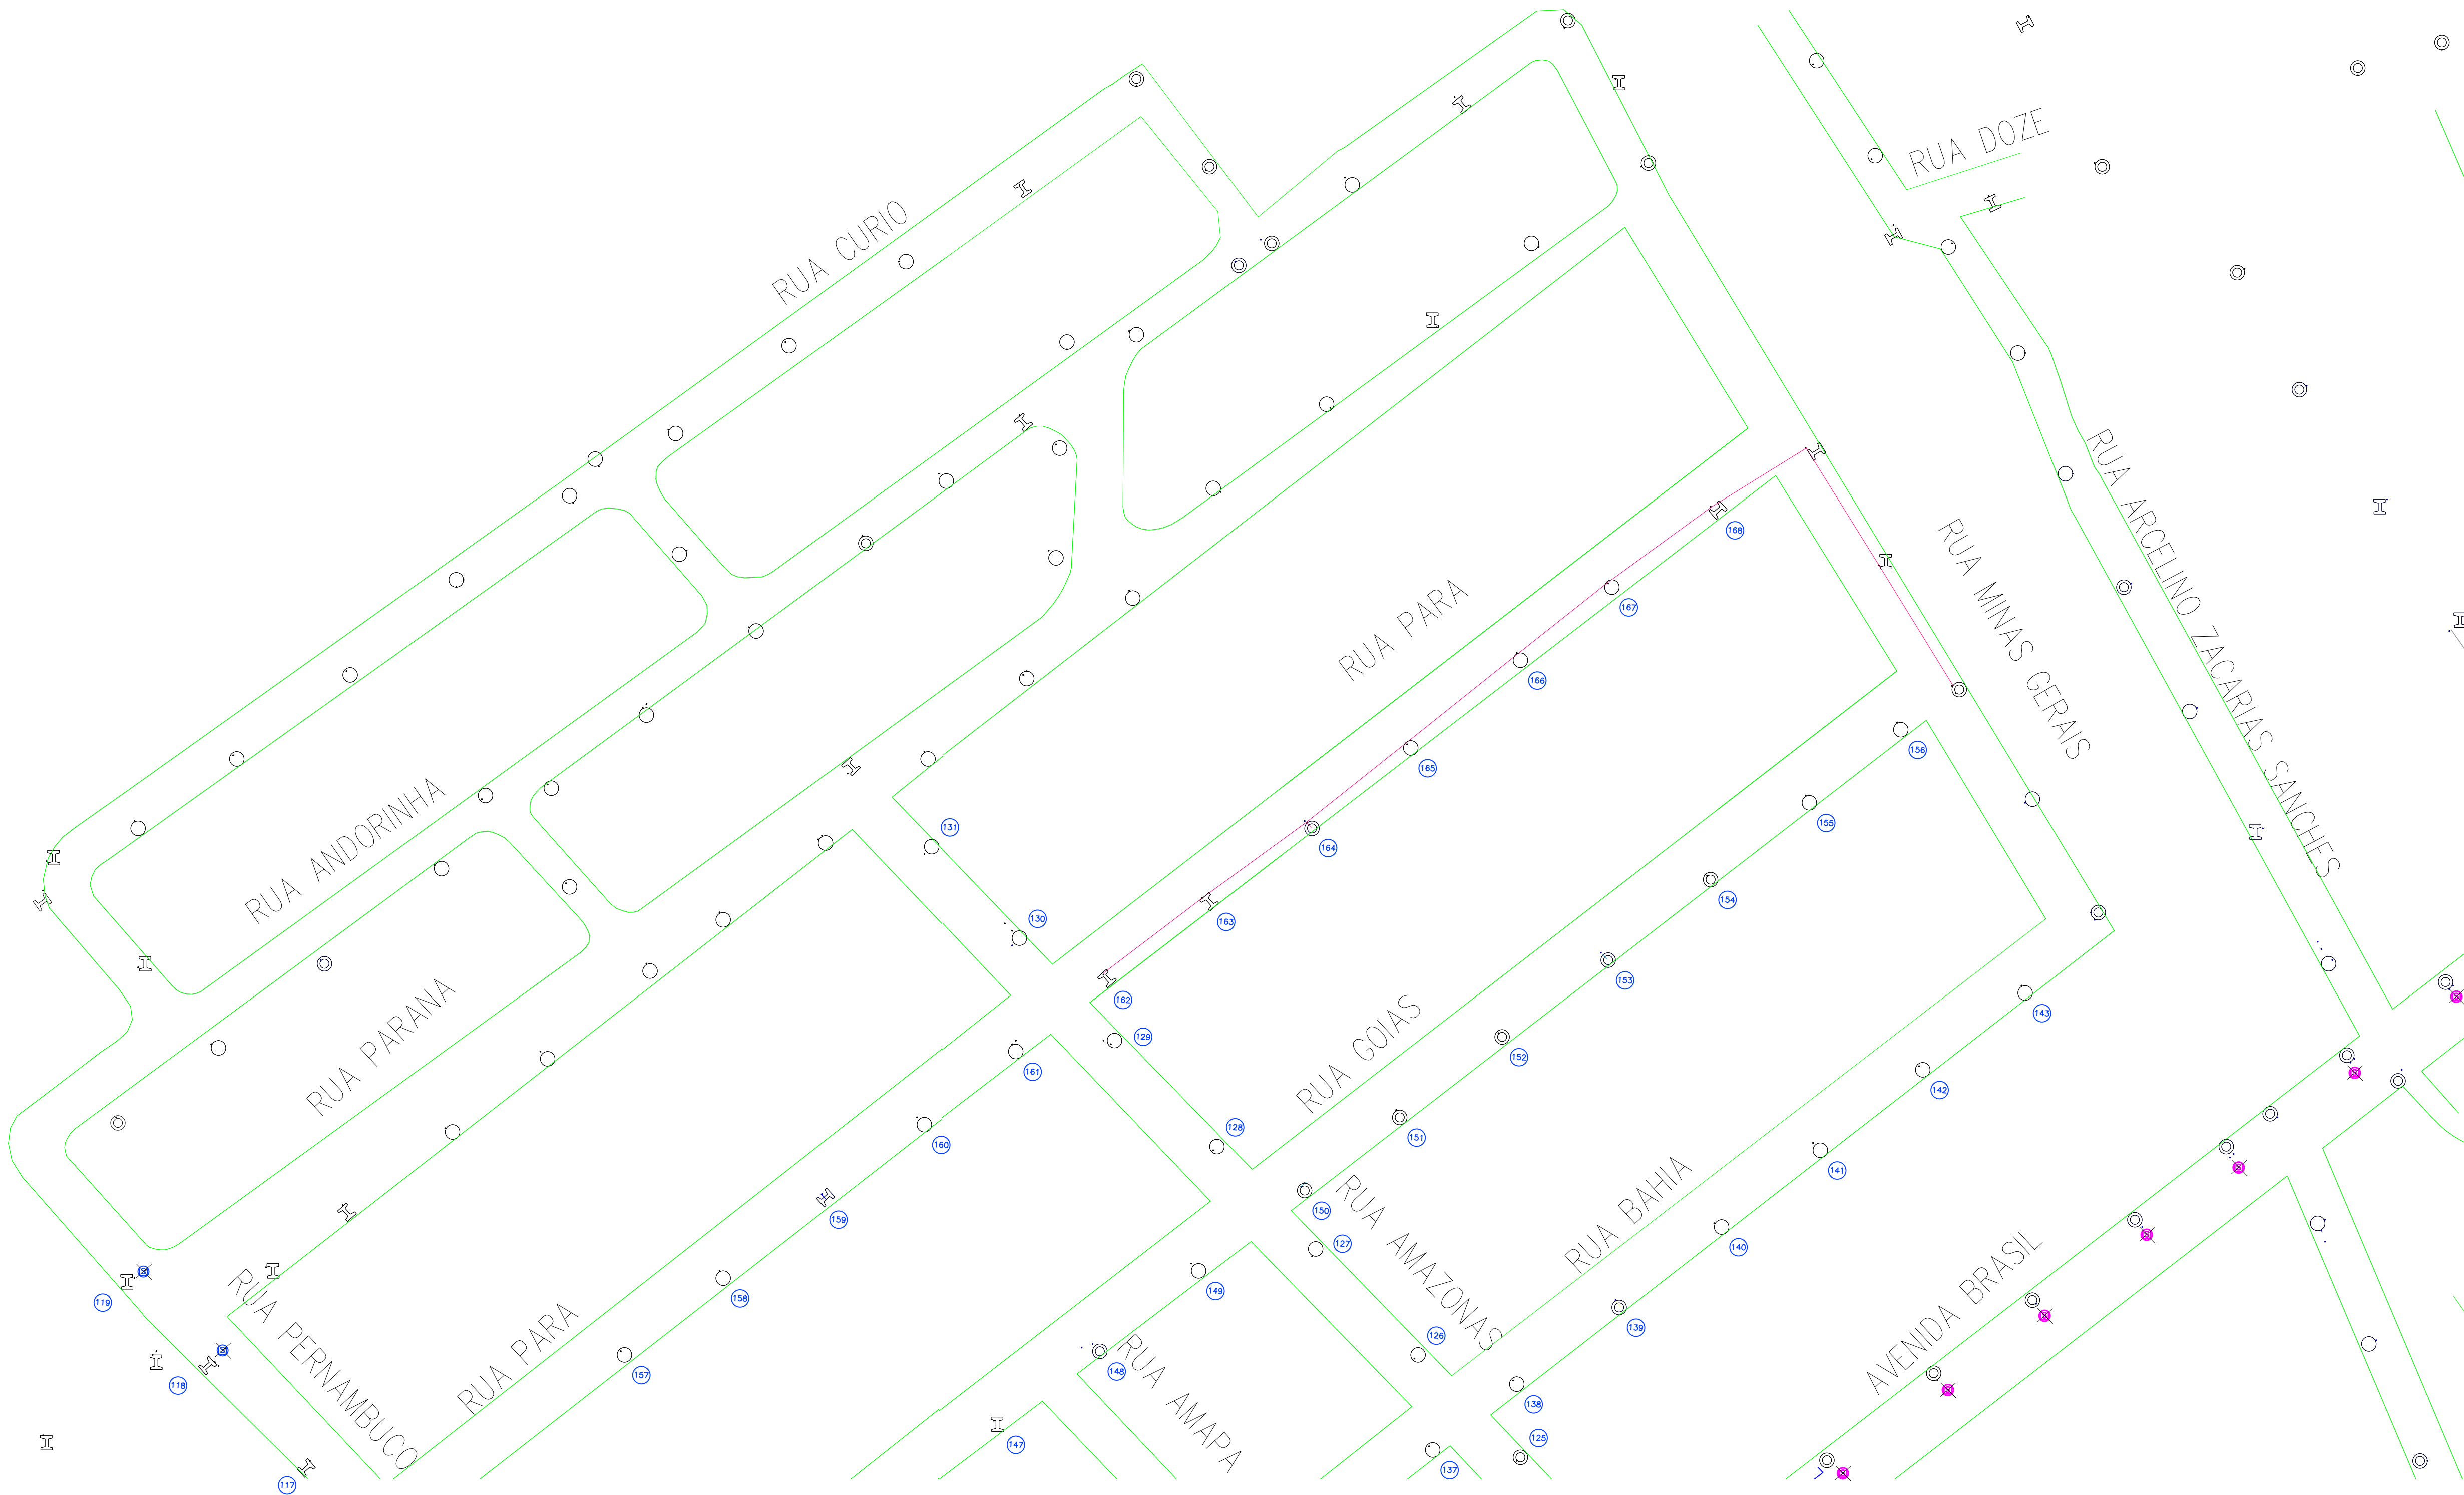 RUA DOZE
RUA CURIO
RUA ARCELINO ZACARIAS SANCHES
168
RUA MINAS GERAIS
RUA PARA
167
166
156
165
RUA ANDORINHA
131
155
164
154
130
163
153
162
RUA PARANA
RUA GOIAS
143
129
152
161
142
128
151
160
141
RUA BAHIA
RUA AMAZONAS
150
159
127
140
AVENIDA BRASIL
149
158
119
RUA PERNAMBUCO
RUA PARA
139
126
RUA AMAPA
148
157
118
138
125
147
137
117